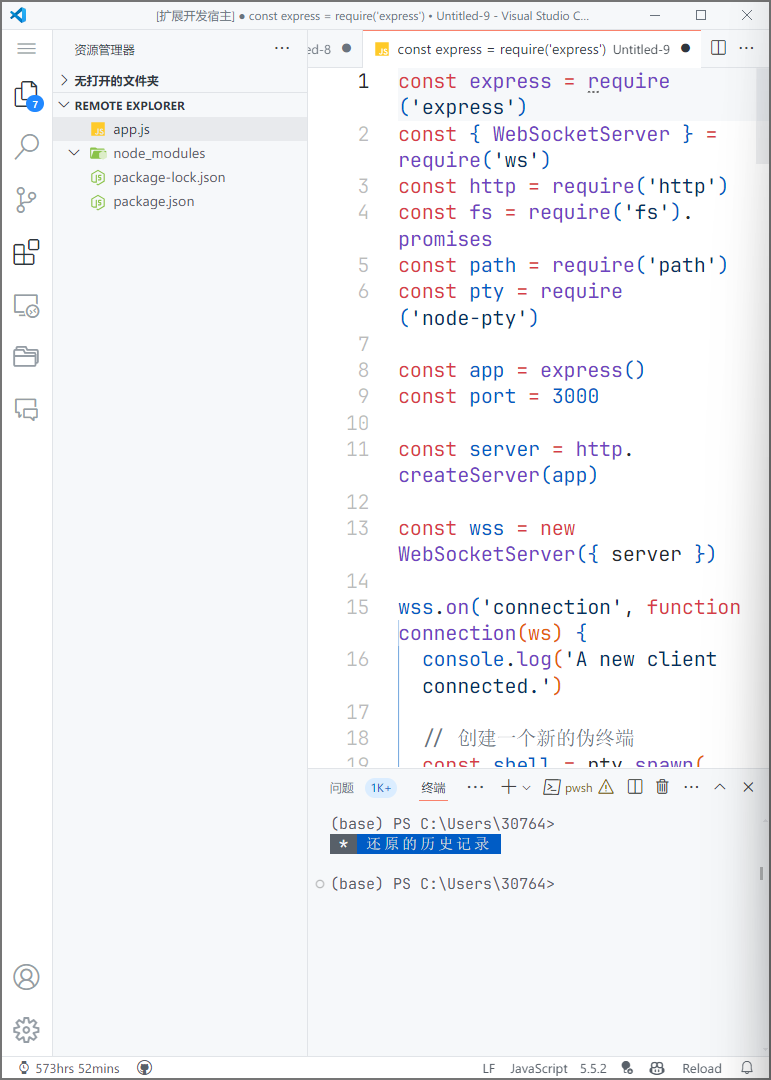 [扩展开发宿主] ● const express = require('express') • Untitled-9 - Visual Studio C...
资源管理器
ed-8
JS const express = require('express') Untitled-9
7
无打开的文件夹
REMOTE EXPLORER
JS app.js
node_modules
package-lock.json
package.json
1 const express = require
('express')
2 const { WebSocketServer } =
require('ws')
3 const http = require('http')
4 const fs = require('fs').
promises
5 const path = require('path')
6 const pty = require
('node-pty')
7
8 const app = express()
9 const port = 3000
10
11 const server = http.
createServer(app)
12
13 const wss = new
WebSocketServer({ server })
14
15 wss.on('connection', function
connection(ws) {
16 console.log('A new client
connected.')
17
18 // 创建一个新的伪终端
19 const shell = pty.spawn(
问题 1K+ 终端 pwsh
(base) PS C:\Users\30764>
* 还原的历史记录
(base) PS C:\Users\30764>
573hrs 52mins
LF JavaScript 5.5.2 Reload